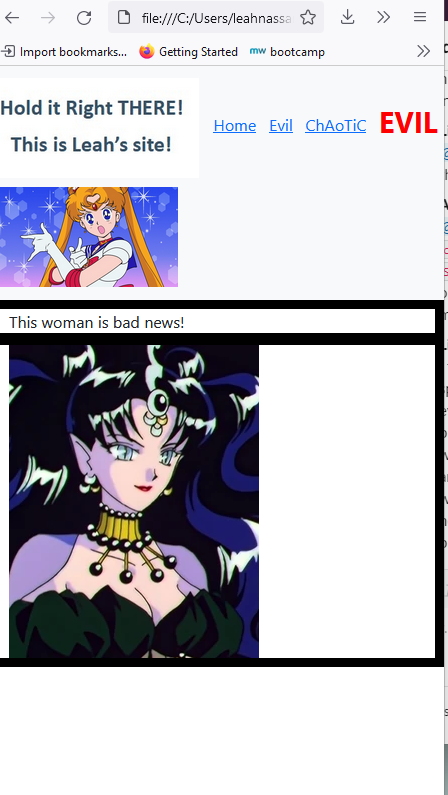 file:///C:/Users/leahnassa
Import bookmarks...
Getting Started
mw bootcamp
Hold it Right THERE!
This is Leah’s site!
Home Evil ChAoTiC EVIL
This woman is bad news!